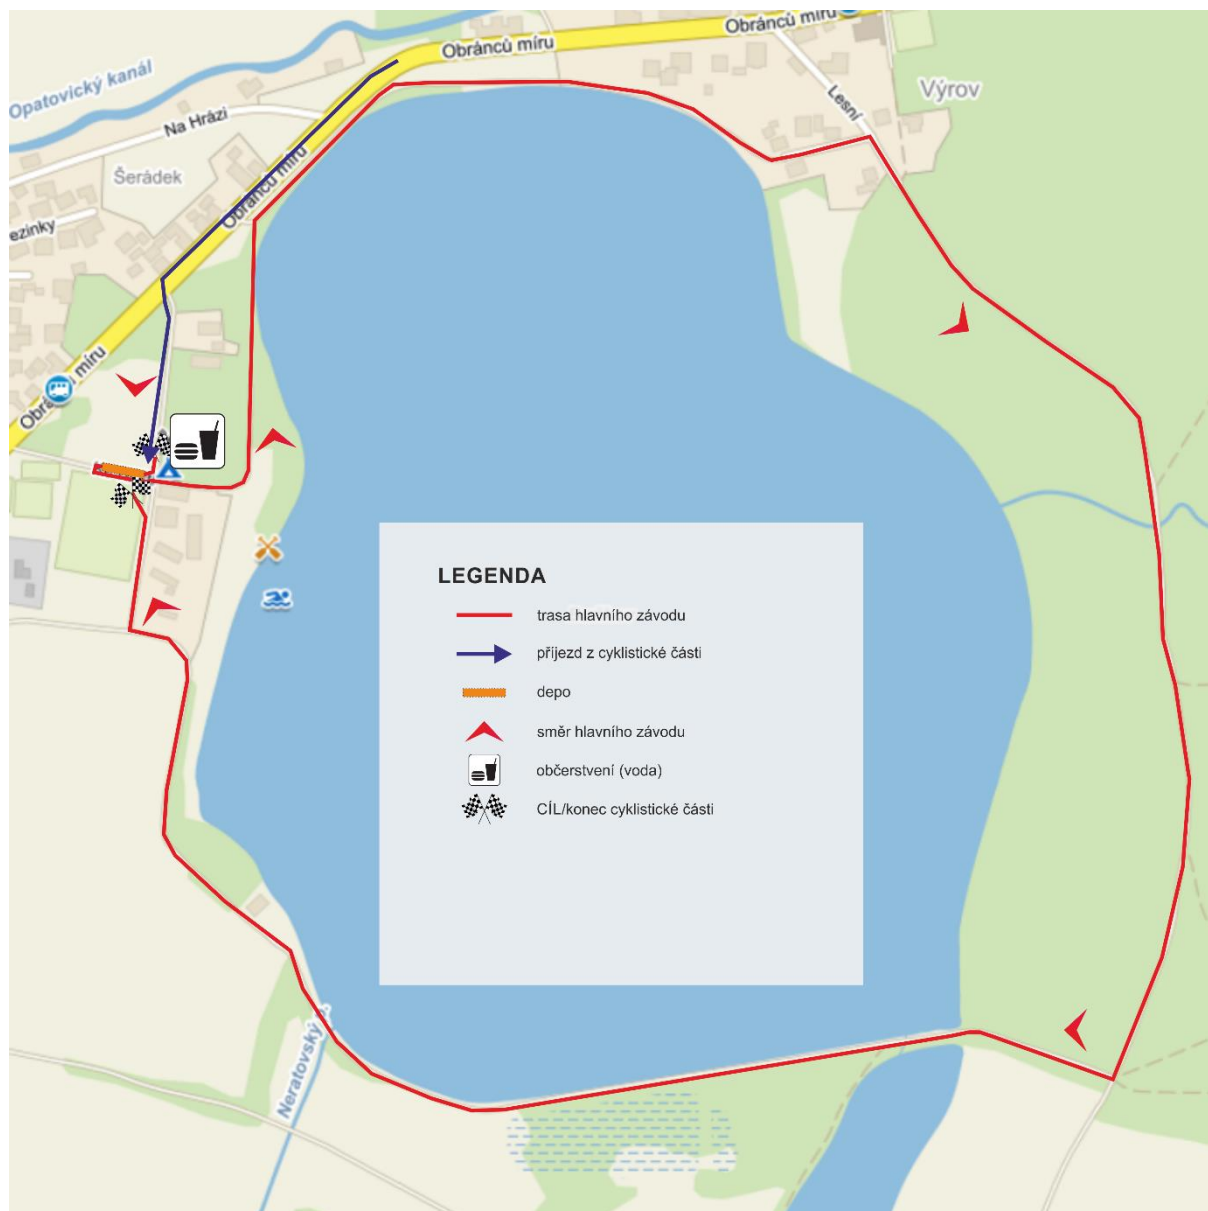 Obránců míru
Obránců míru
Opatovický kanál
Na Hrázi
Lesní
Výrov
Šerádek
Obránců míru
ezinky
Obránců míru
LEGENDA
trasa hlavního závodu
příjezd z cyklistické části
depo
směr hlavního závodu
občerstvení (voda)
CÍL/konec cyklistické části
Neratovský p.